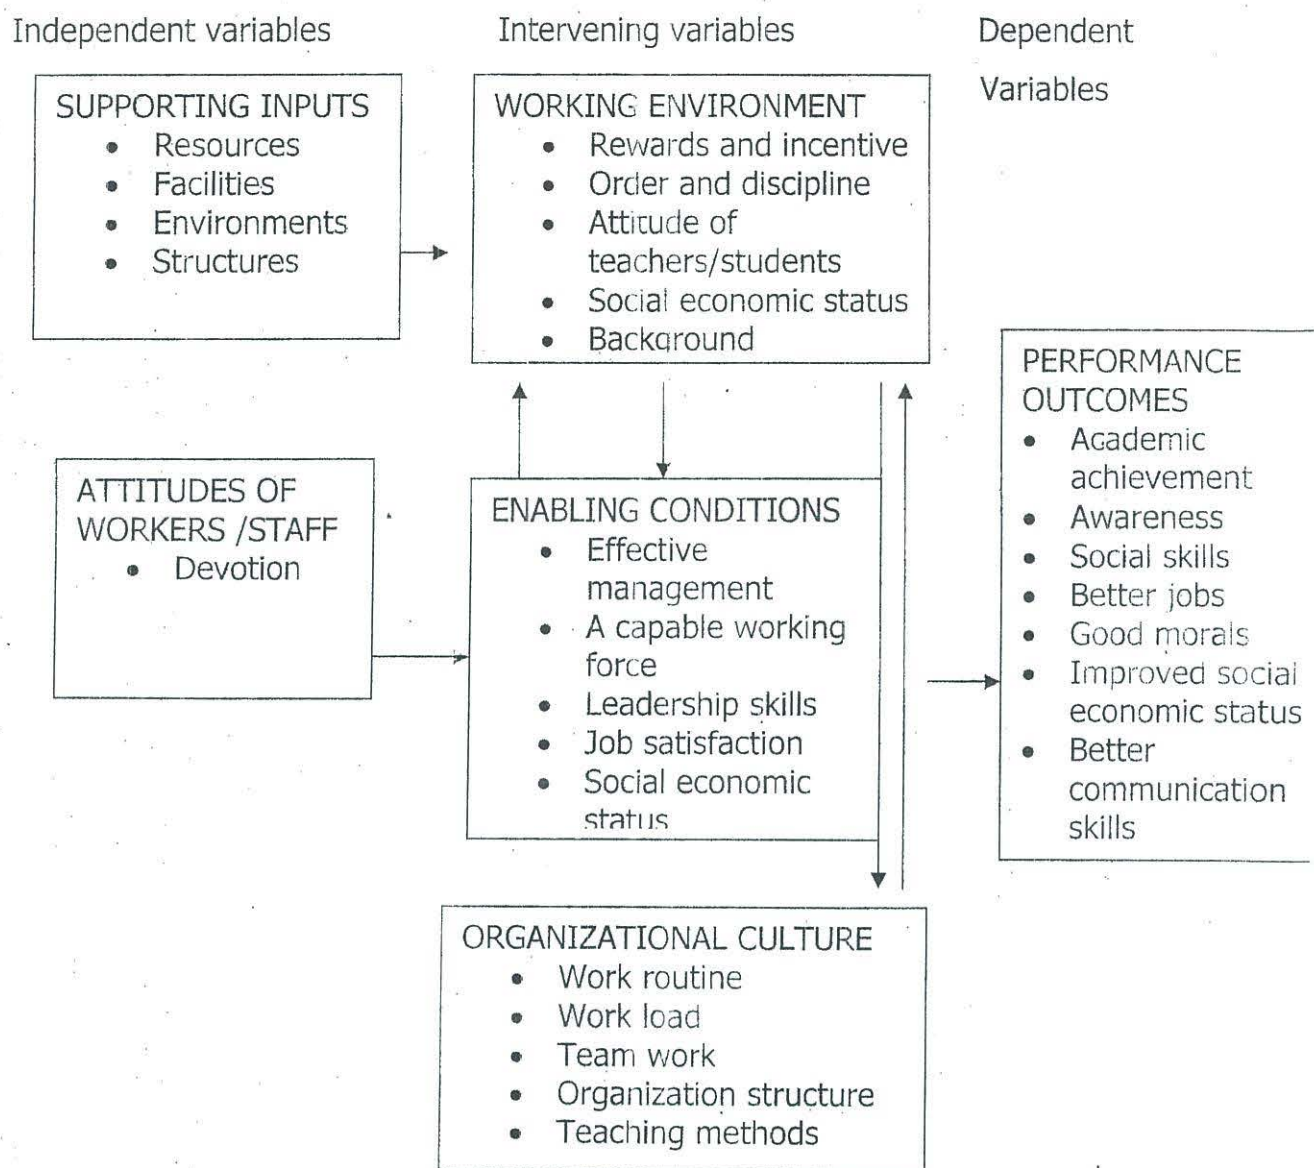 Independent variables
Intervening variables
Dependent
Variables
SUPPORTING INPUTS
• Resources
• Facilities
• Environments
• Structures
WORKING ENVIRONMENT
• Rewards and incentive
• Order and discipline
• Attitude of
teachers/students
• Social economic status
• Background
ATTITUDES OF
WORKERS /STAFF
• Devotion
ENABLING CONDITIONS
• Effective
management
• A capable working
force
• Leadership skills
• Job satisfaction
• Social economic
status
ORGANIZATIONAL CULTURE
• Work routine
• Work load
• Team work
• Organization structure
• Teaching methods
PERFORMANCE
OUTCOMES
• Academic
achievement
• Awareness
• Social skills
• Better jobs
• Good morals
• Improved social
economic status
• Better
communication
skills